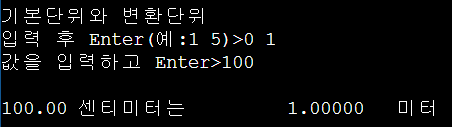 기본단위와 변환단위
입력 후 Enter(예:1 5)>0 1
값을 입력하고 Enter>100
100.00 센티미터는 1.00000 미터